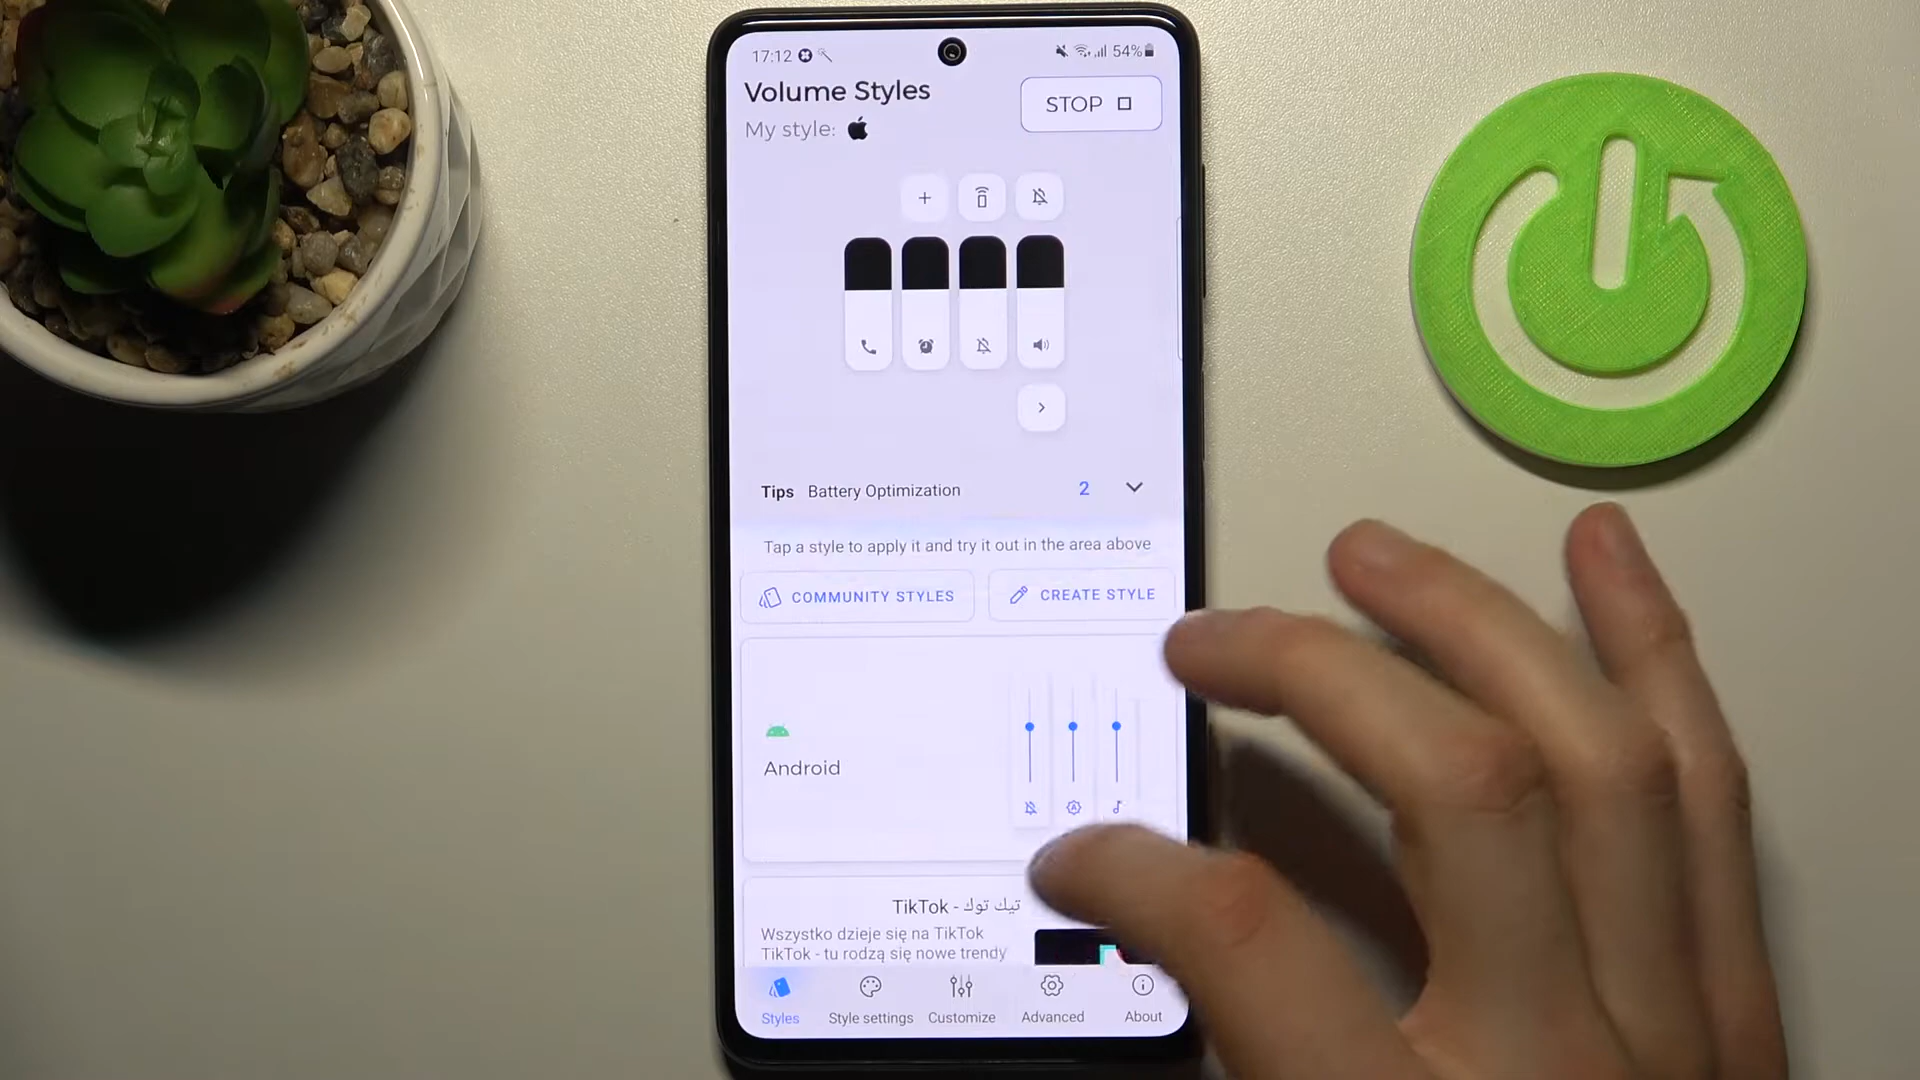 17:12
54%
Volume Styles
STOP
My style:
Tips Battery Optimization 2
Tap a style to apply it and try it out in the area above
COMMUNITY STYLES
CREATE STYLE
Android
TikTok - تيك توك
Wszystko dzieje się na TikTok
TikTok - tu rodzą się nowe trendy
Styles
Style settings
Customize
Advanced
About